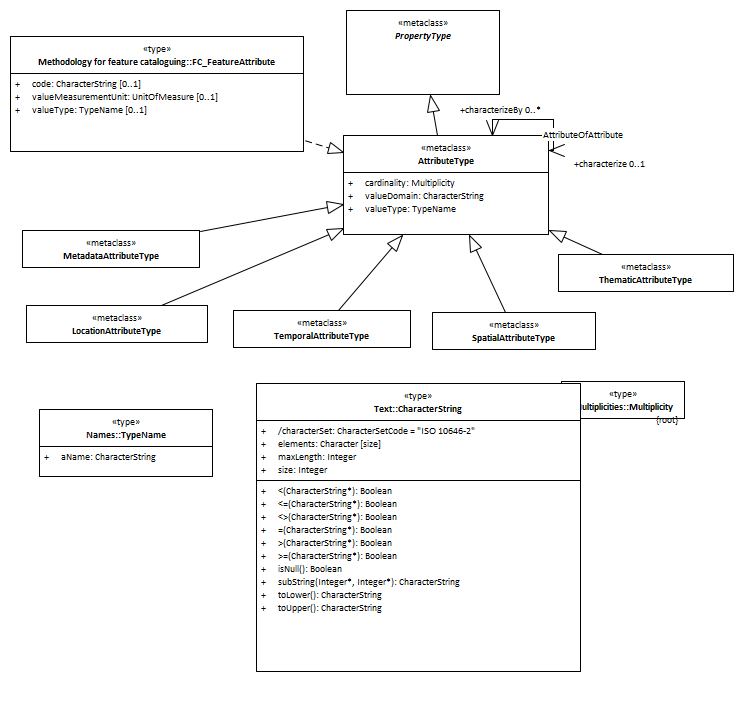 «metaclass»
PropertyType
«type»
Methodology for feature cataloguing::FC_FeatureAttribute
+ code: CharacterString [0..1]
+ valueMeasurementUnit: UnitOfMeasure [0..1]
+ valueType: TypeName [0..1]
+characterizeBy 0..*
AttributeOfAttribute
+characterize 0..1
«metaclass»
AttributeType
+ cardinality: Multiplicity
+ valueDomain: CharacterString
+ valueType: TypeName
«metaclass»
MetadataAttributeType
«metaclass»
ThematicAttributeType
«metaclass»
LocationAttributeType
«metaclass»
TemporalAttributeType
«metaclass»
SpatialAttributeType
«type»
Names::TypeName
+ aName: CharacterString
«type»
Text::CharacterString
+ /characterSet: CharacterSetCode = "ISO 10646-2"
+ elements: Character [size]
+ maxLength: Integer
+ size: Integer
+ <(CharacterString*): Boolean
+ <=(CharacterString*): Boolean
+ <>(CharacterString*): Boolean
+ =(CharacterString*): Boolean
+ >(CharacterString*): Boolean
+ >=(CharacterString*): Boolean
+ isNull(): Boolean
+ subString(Integer*, Integer*): CharacterString
+ toLower(): CharacterString
+ toUpper(): CharacterString
«type»
ultiplicities::Multiplicity
{root}